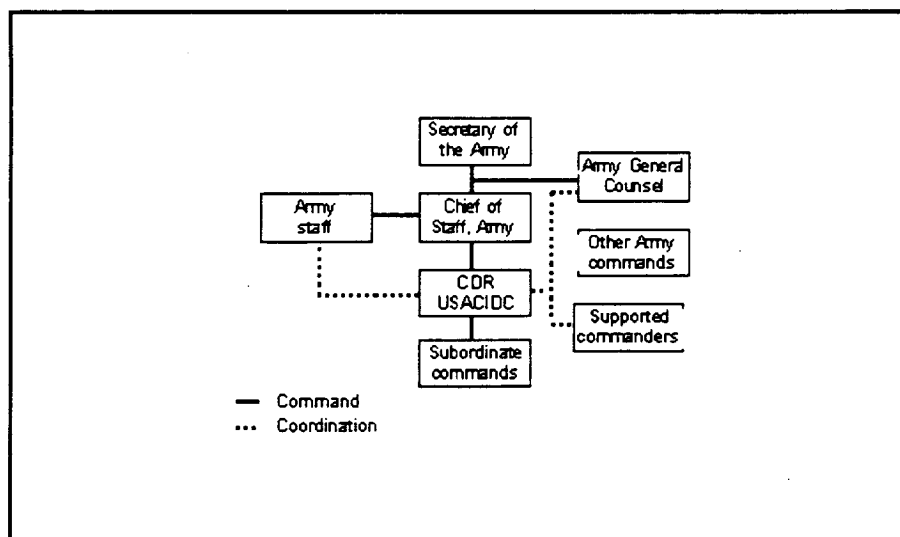 Secretary of
the Army
Army General
Counsel
Army
staff
Chief of
Staff, Army
Other Army
commands
CDR
USACIDC
Supported
commanders
Subordinate
commands
Command
Coordination